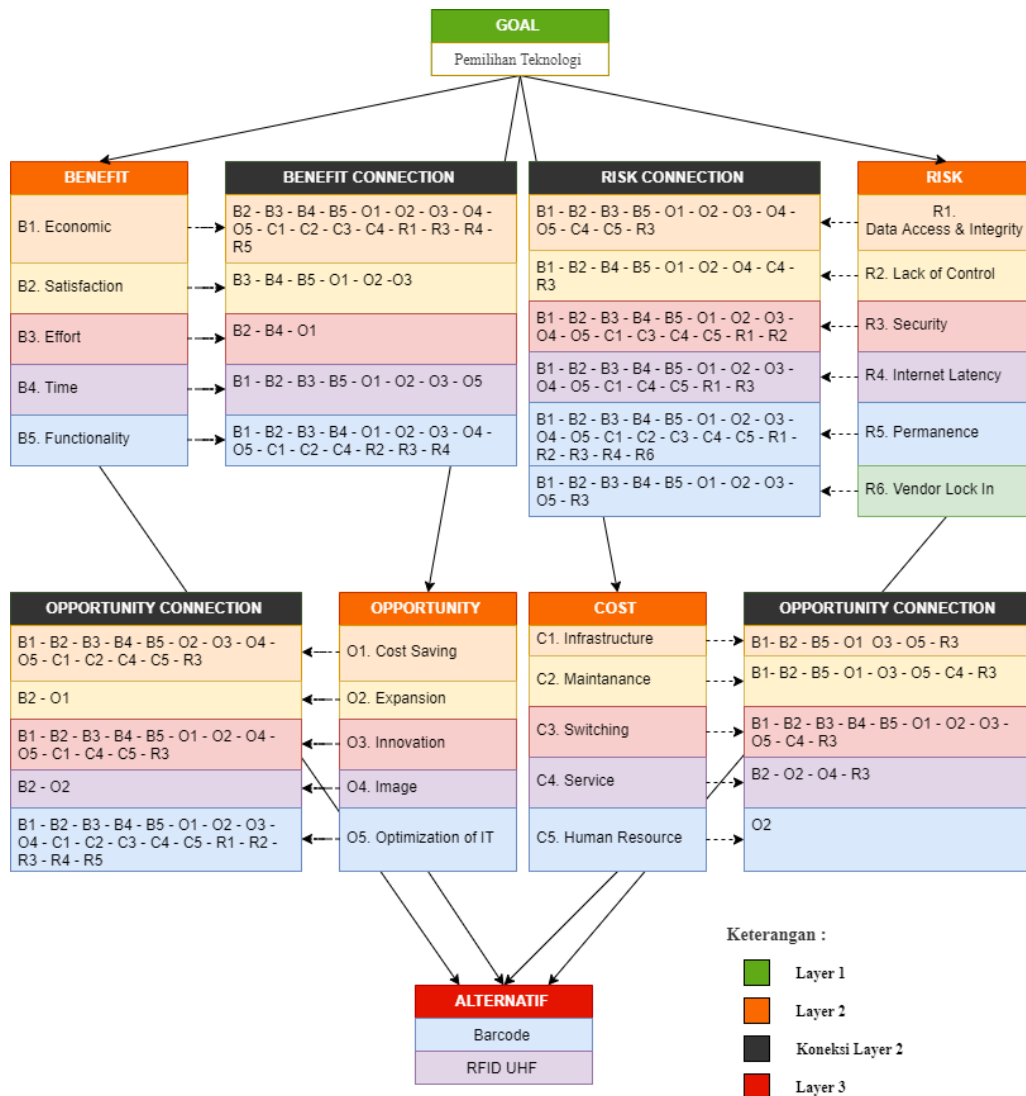 GOAL
Pemilihan Teknologi
BENEFIT
B1. Economic
B2. Satisfaction
B3. Effort
B4. Time
B5. Functionality
BENEFIT CONNECTION
B2 - B3 - B4 - B5 - O1 - O2 - O3 - O4 -
O5 - C1 - C2 - C3 - C4 - R1 - R3 - R4 -
R5
B3 - B4 - B5 - O1 - O2 -O3
B2 - B4 - O1
B1 - B2 - B3 - B5 - O1 - O2 - O3 - O5
B1 - B2 - B3 - B4 - O1 - O2 - O3 - O4 -
O5 - C1 - C2 - C4 - R2 - R3 - R4
RISK CONNECTION
B1 - B2 - B3 - B5 - O1 - O2 - O3 - O4 -
O5 - C4 - C5 - R3
B1 - B2 - B4 - B5 - O1 - O2 - O4 - C4 -
R3
B1 - B2 - B3 - B4 - B5 - O1 - O2 - O3
- O4 - O5 - C1 - C3 - C4 - C5 - R1 - R2
B1 - B2 - B3 - B4 - B5 - O1 - O2 - O3 -
O4 - O5 - C1 - C4 - C5 - R1 - R3
B1 - B2 - B3 - B4 - B5 - O1 - O2 - O3 -
O4 - O5 - C1 - C2 - C3 - C4 - C5 - R1 -
R2 - R3 - R4 - R6
B1 - B2 - B3 - B4 - B5 - O1 - O2 - O3 -
O5 - R3
RISK
R1.
Data Access & Integrity
R2. Lack of Control
R3. Security
R4. Internet Latency
R5. Permanence
R6. Vendor Lock In
OPPORTUNITY CONNECTION
B1 - B2 - B3 - B4 - B5 - O2 - O3 - O4 -
O5 - C1 - C2 - C4 - C5 - R3
B2 - O1
B1 - B2 - B3 - B4 - B5 - O1 - O2 - O4
- O5 - C1 - C4 - C5 - R3
B2 - O2
B1 - B2 - B3 - B4 - B5 - O1 - O2 - O3 -
O4 - C1 - C2 - C3 - C4 - C5 - R1 - R2 -
R3 - R4 - R5
OPPORTUNITY
O1. Cost Saving
O2. Expansion
O3. Innovation
O4. Image
O5. Optimization of IT
COST
C1. Infrastructure
C2. Maintanance
C3. Switching
C4. Service
C5. Human Resource
OPPORTUNITY CONNECTION
B1- B2 - B5 - O1  O3 - O5 - R3
B1- B2 - B5 - O1 - O3 - O5 - C4 - R3
B1 - B2 - B3 - B4 - B5 - O1 - O2 - O3 -
O5 - C4 - R3
B2 - O2 - O4 - R3
O2
ALTERNATIF
Barcode
RFID UHF
Keterangan :
Layer 1
Layer 2
Koneksi Layer 2
Layer 3